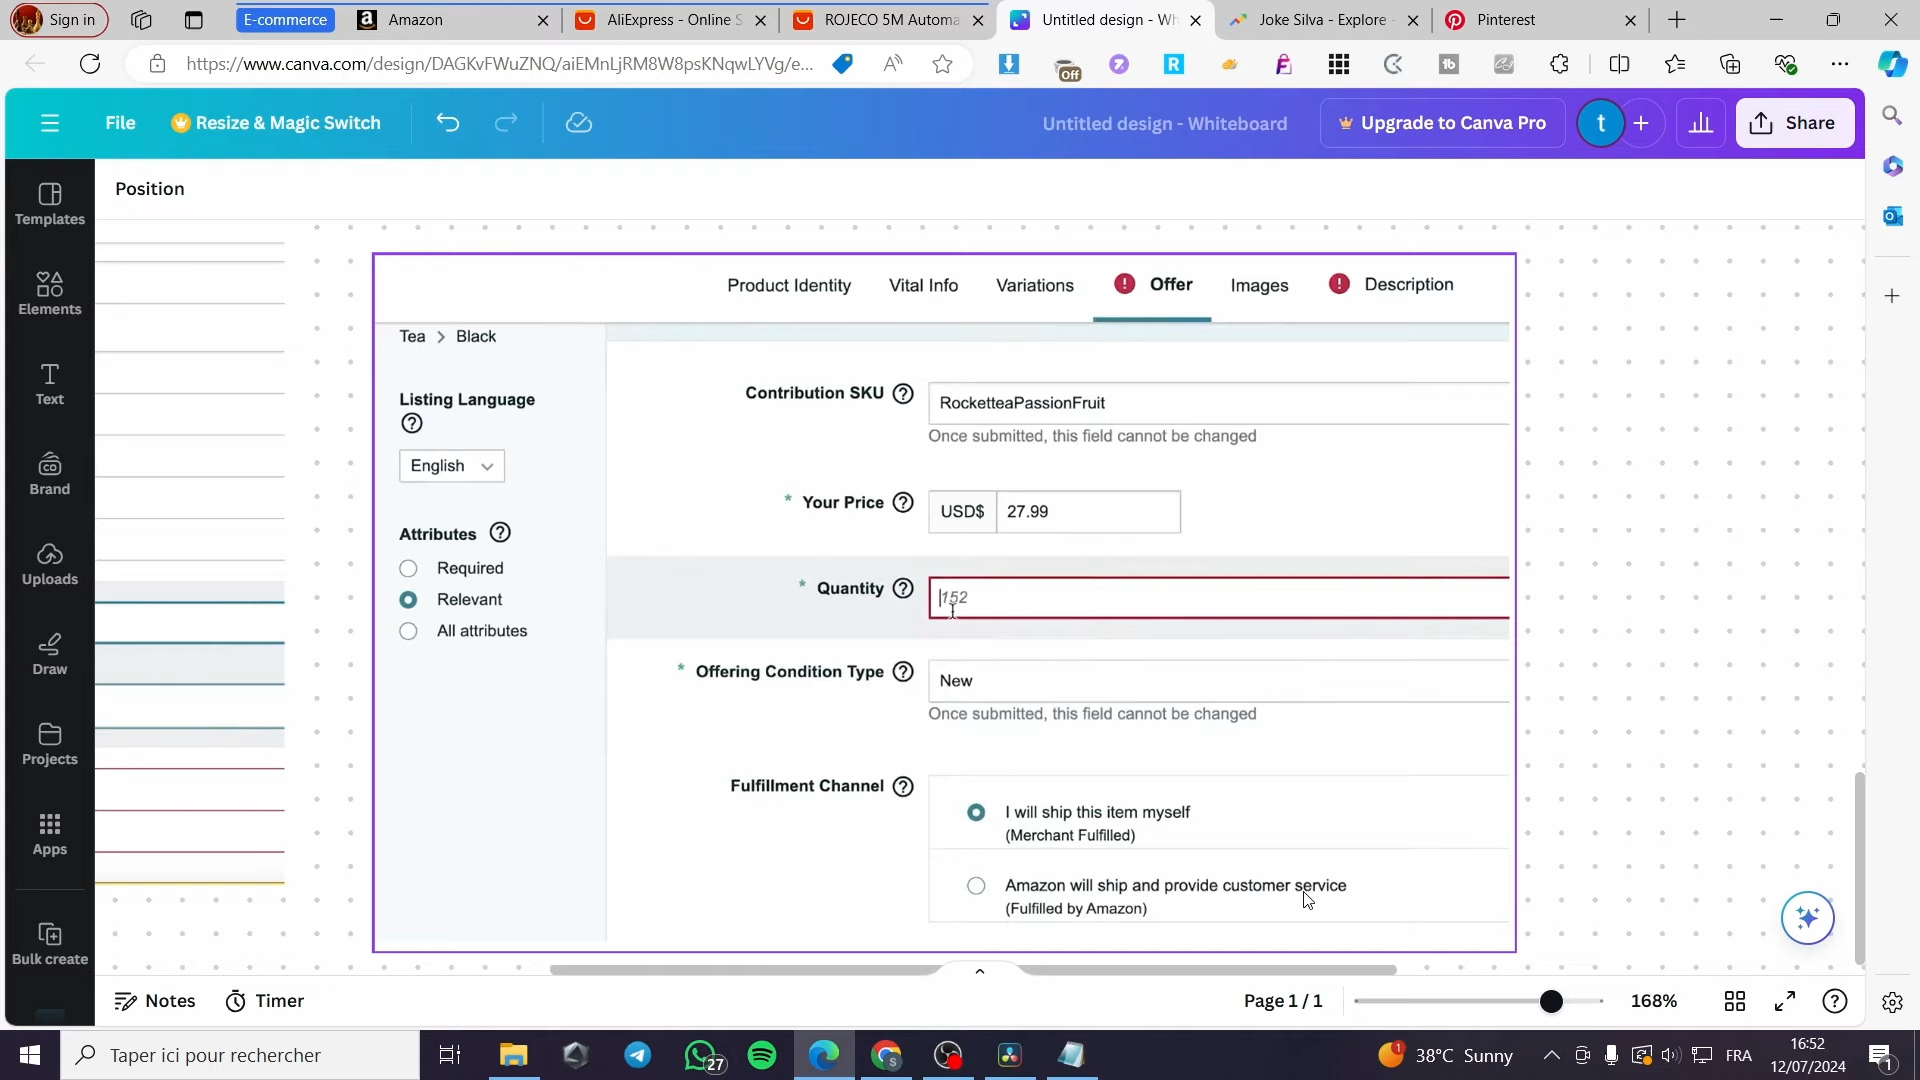 Sign in
E-commerce
Amazon
AliExpress - Online S
ROJECO 5M Automa
Untitled design - Wh
Joke Silva - Explore -
Pinterest
https://www.canva.com/design/DAGKvFWuZNQ/aiEMnLjRM8W8psKNqwLYVg/e...
Off
File
Resize & Magic Switch
Untitled design - Whiteboard
Upgrade to Canva Pro
t
Share
Position
Templates
Elements
Text
Brand
Uploads
Draw
Projects
Apps
Bulk create
Product Identity
Vital Info
Variations
Offer
Images
Description
Tea > Black
Listing Language
English
Attributes
Required
Relevant
All attributes
Contribution SKU
RocketteaPassionFruit
Once submitted, this field cannot be changed
* Your Price
USD$ 27.99
* Quantity
152
* Offering Condition Type
New
Once submitted, this field cannot be changed
Fulfillment Channel
I will ship this item myself
(Merchant Fulfilled)
Amazon will ship and provide customer service
(Fulfilled by Amazon)
Notes
Timer
Page 1 / 1
168%
Taper ici pour rechercher
27
1
38°C Sunny
FRA
16:52
12/07/2024
1